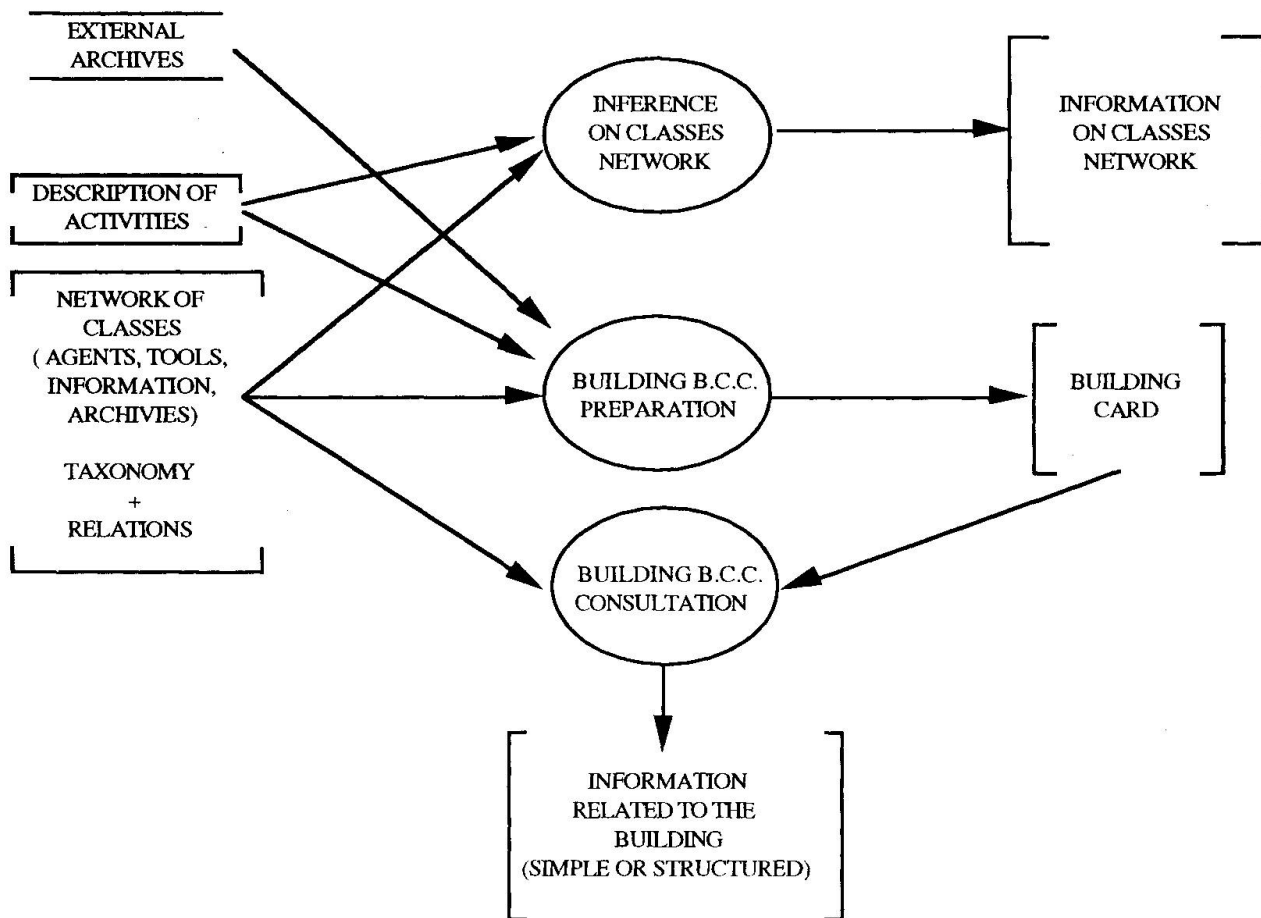 EXTERNAL
ARCHIVES
INFERENCE
ON CLASSES
NETWORK
INFORMATION
ON CLASSES
NETWORK
DESCRIPTION OF
ACTIVITIES
NETWORK OF
CLASSES
( AGENTS, TOOLS,
INFORMATION,
ARCHIVIES)
TAXONOMY
+
RELATIONS
BUILDING B.C.C.
PREPARATION
BUILDING
CARD
BUILDING B.C.C.
CONSULTATION
INFORMATION
RELATED TO THE
BUILDING
(SIMPLE OR STRUCTURED)